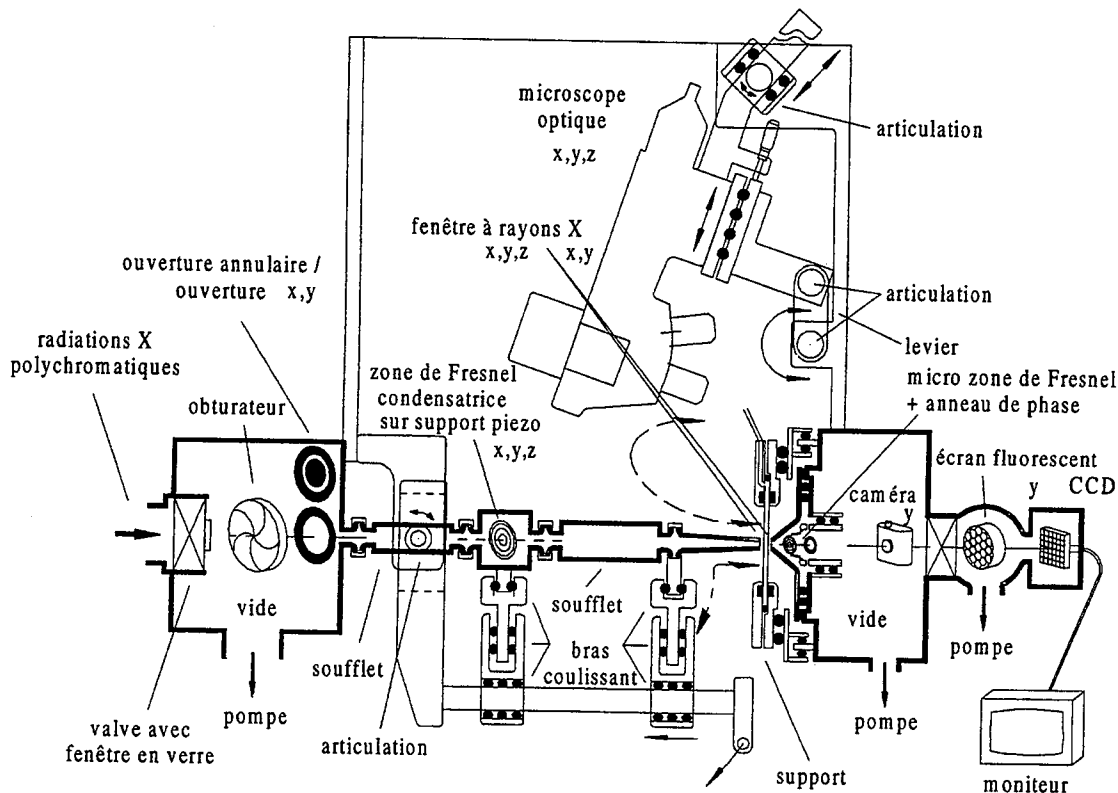 microscope
optique
x,y,z
articulation
fenêtre à rayons X
x,y,z x,y
ouverture annulaire /
ouverture x,y
articulation
radiations X
polychromatiques
levier
zone de Fresnel
condensatrice
sur support piezo
x,y,z
micro zone de Fresnel
+ anneau de phase
obturateur
écran fluorescent
y CCD
caméra
y
vide
soufflet
bras
coulissant
vide
pompe
soufflet
pompe
articulation
pompe
valve avec
fenêtre en verre
support
moniteur